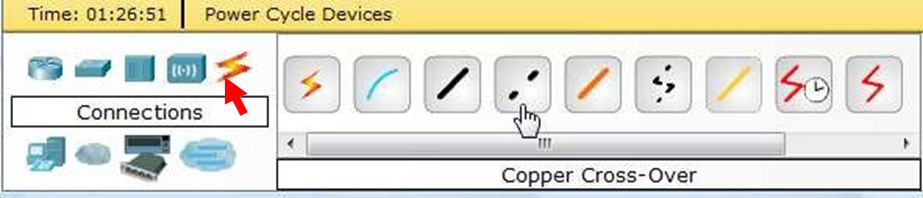 Time: 01:26:51 Power Cycle Devices
Connections
Copper Cross-Over